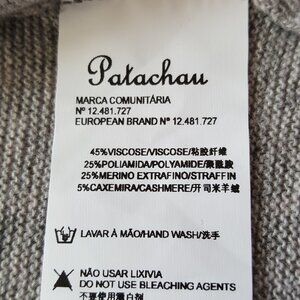 Patachau
MARCA COMUNITÁRIA
Nº 12.481.727
EUROPEAN BRAND Nº 12.481.727
45%VISCOSE/VISCOSE/粘胶纤维
25%POLIAMIDA/POLYAMIDE/聚酰胺
25%MERINO EXTRAFINO/STRAFFIN
5%CAXEMIRA/CASHMERE/开司米羊绒
LAVAR À MÃO/HAND WASH/洗手
NÃO USAR LIXIVIA
DO NOT USE BLEACHING AGENTS
不要使用漂白剂